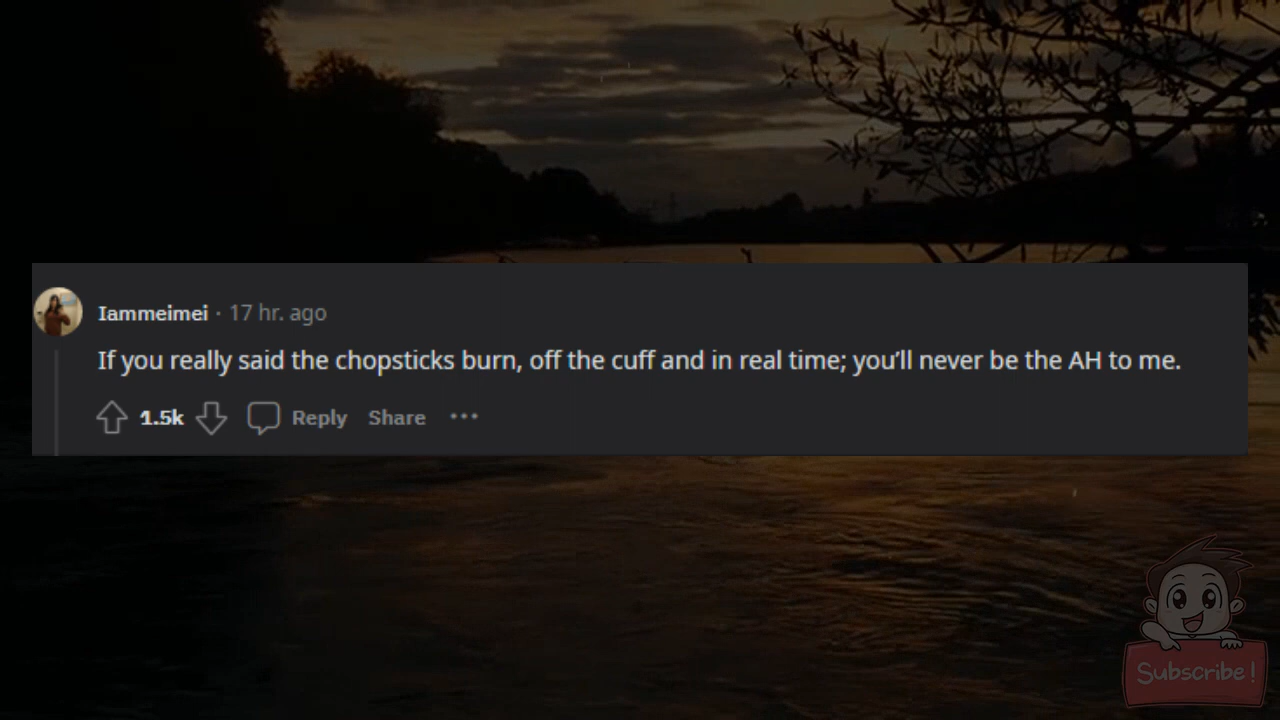 Iammeimei · 17 hr. ago
If you really said the chopsticks burn, off the cuff and in real time; you’ll never be the AH to me.
1.5k Reply Share ···
Subscribe!